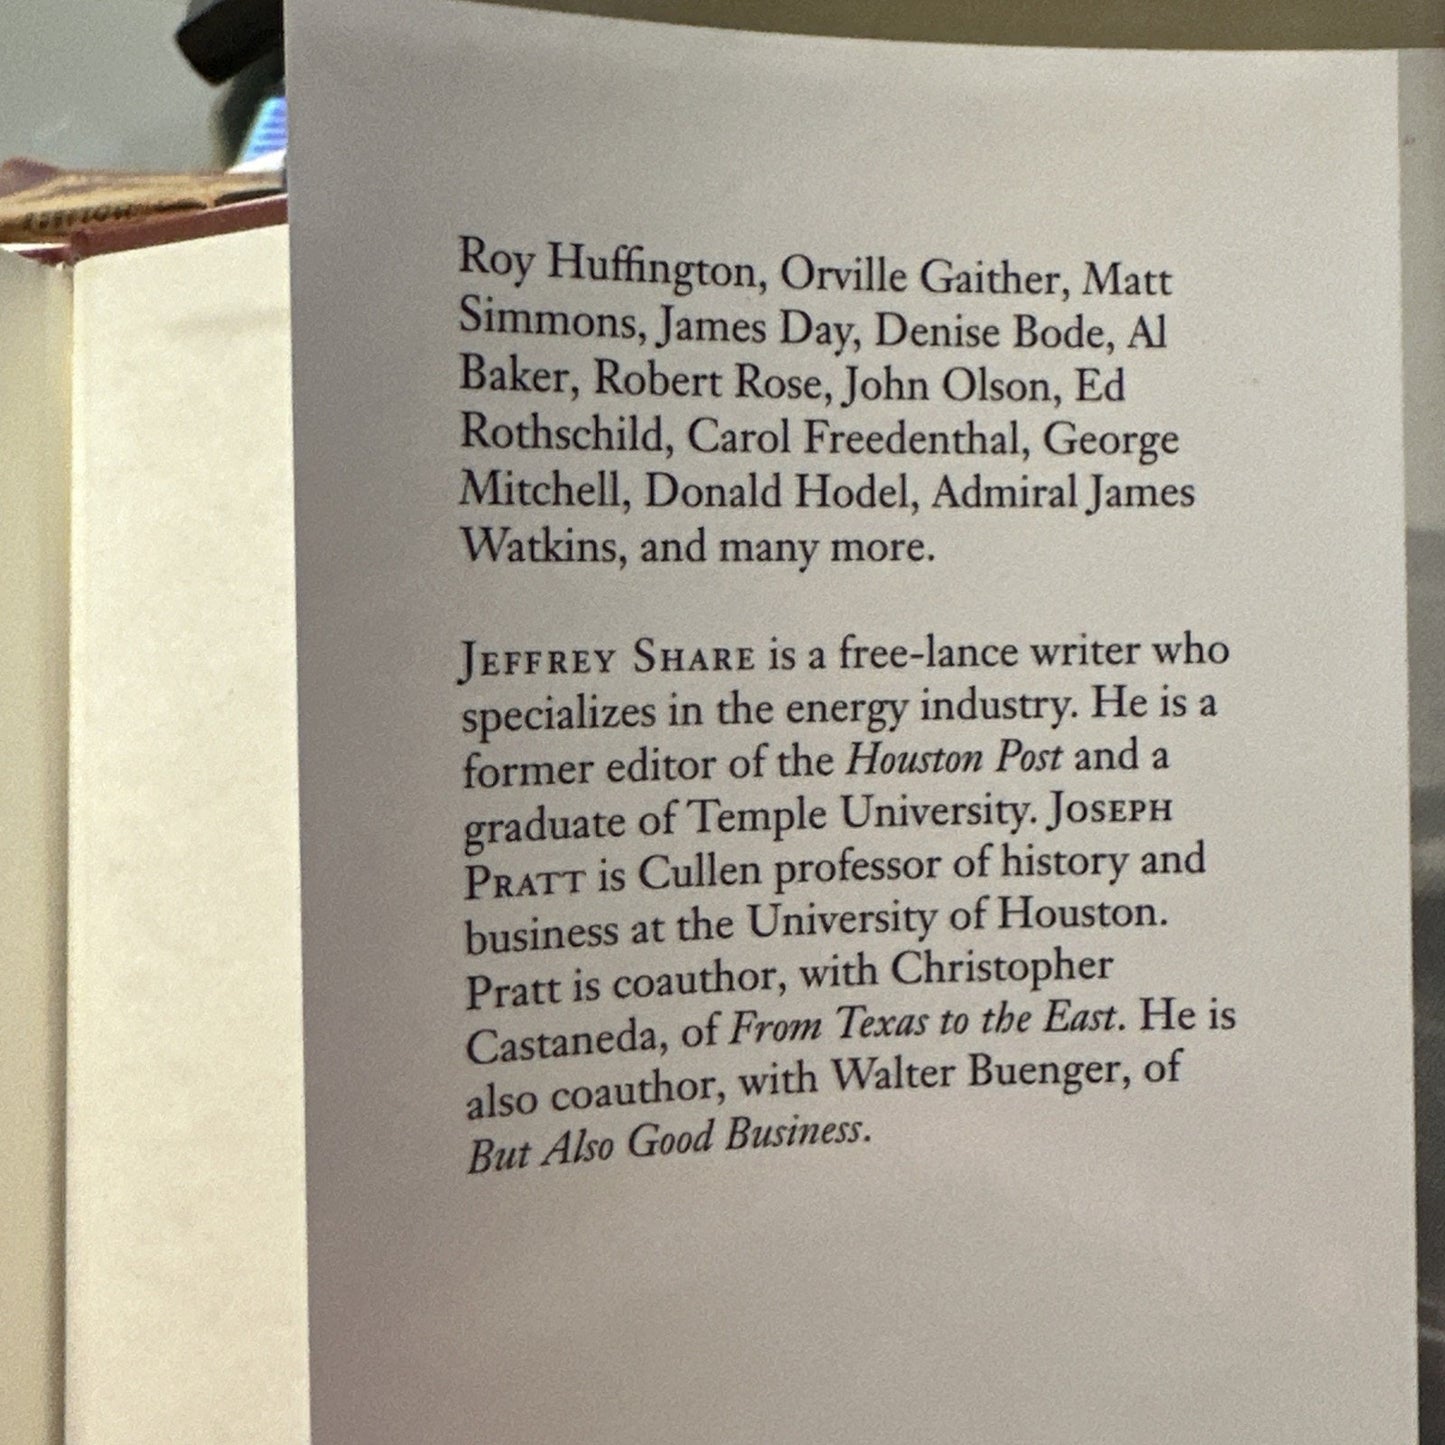 Roy Huffington, Orville Gaither, Matt
Simmons, James Day, Denise Bode, Al
Baker, Robert Rose, John Olson, Ed
Rothschild, Carol Freedenthal, George
Mitchell, Donald Hodel, Admiral James
Watkins, and many more.
JEFFREY SHARE is a free-lance writer who
specializes in the energy industry. He is a
former editor of the Houston Post and a
graduate of Temple University. JOSEPH
PRATT is Cullen professor of history and
business at the University of Houston.
Pratt is coauthor, with Christopher
Castaneda, of From Texas to the East. He is
also coauthor, with Walter Buenger, of
But Also Good Business.